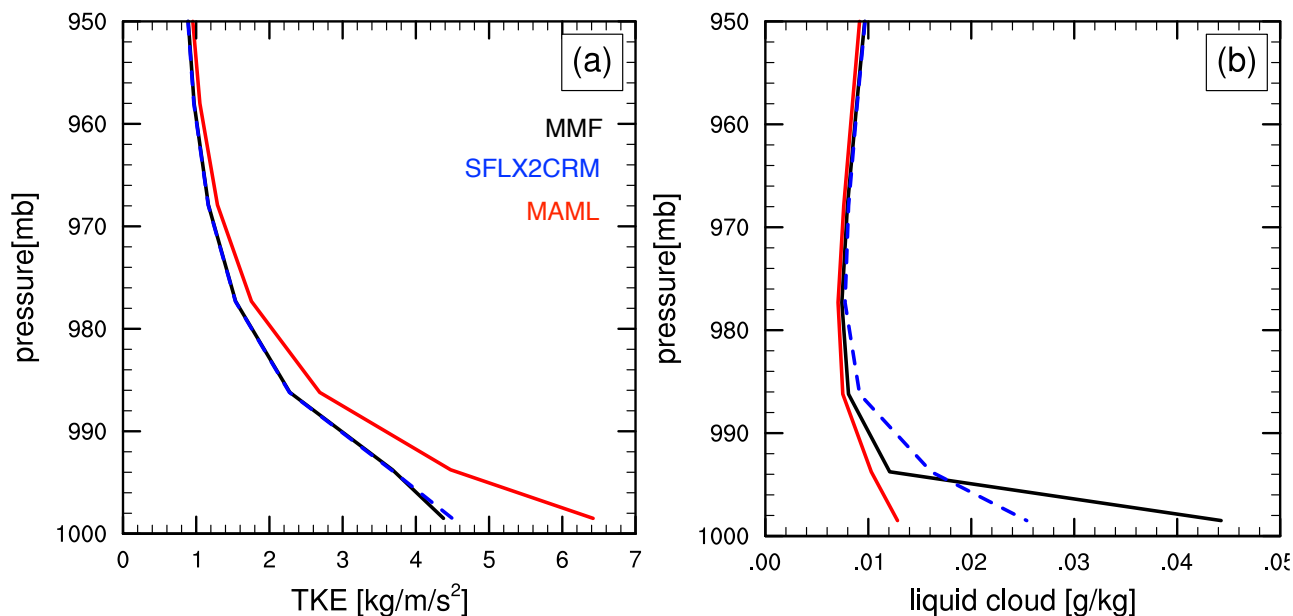 (a)
MMF
SFLX2CRM
MAML
pressure[mb]
950
960
970
980
990
1000
0 1 2 3 4 5 6 7
TKE [kg/m/s²]
(b)
pressure[mb]
950
960
970
980
990
1000
.00 .01 .02 .03 .04 .05
liquid cloud [g/kg]